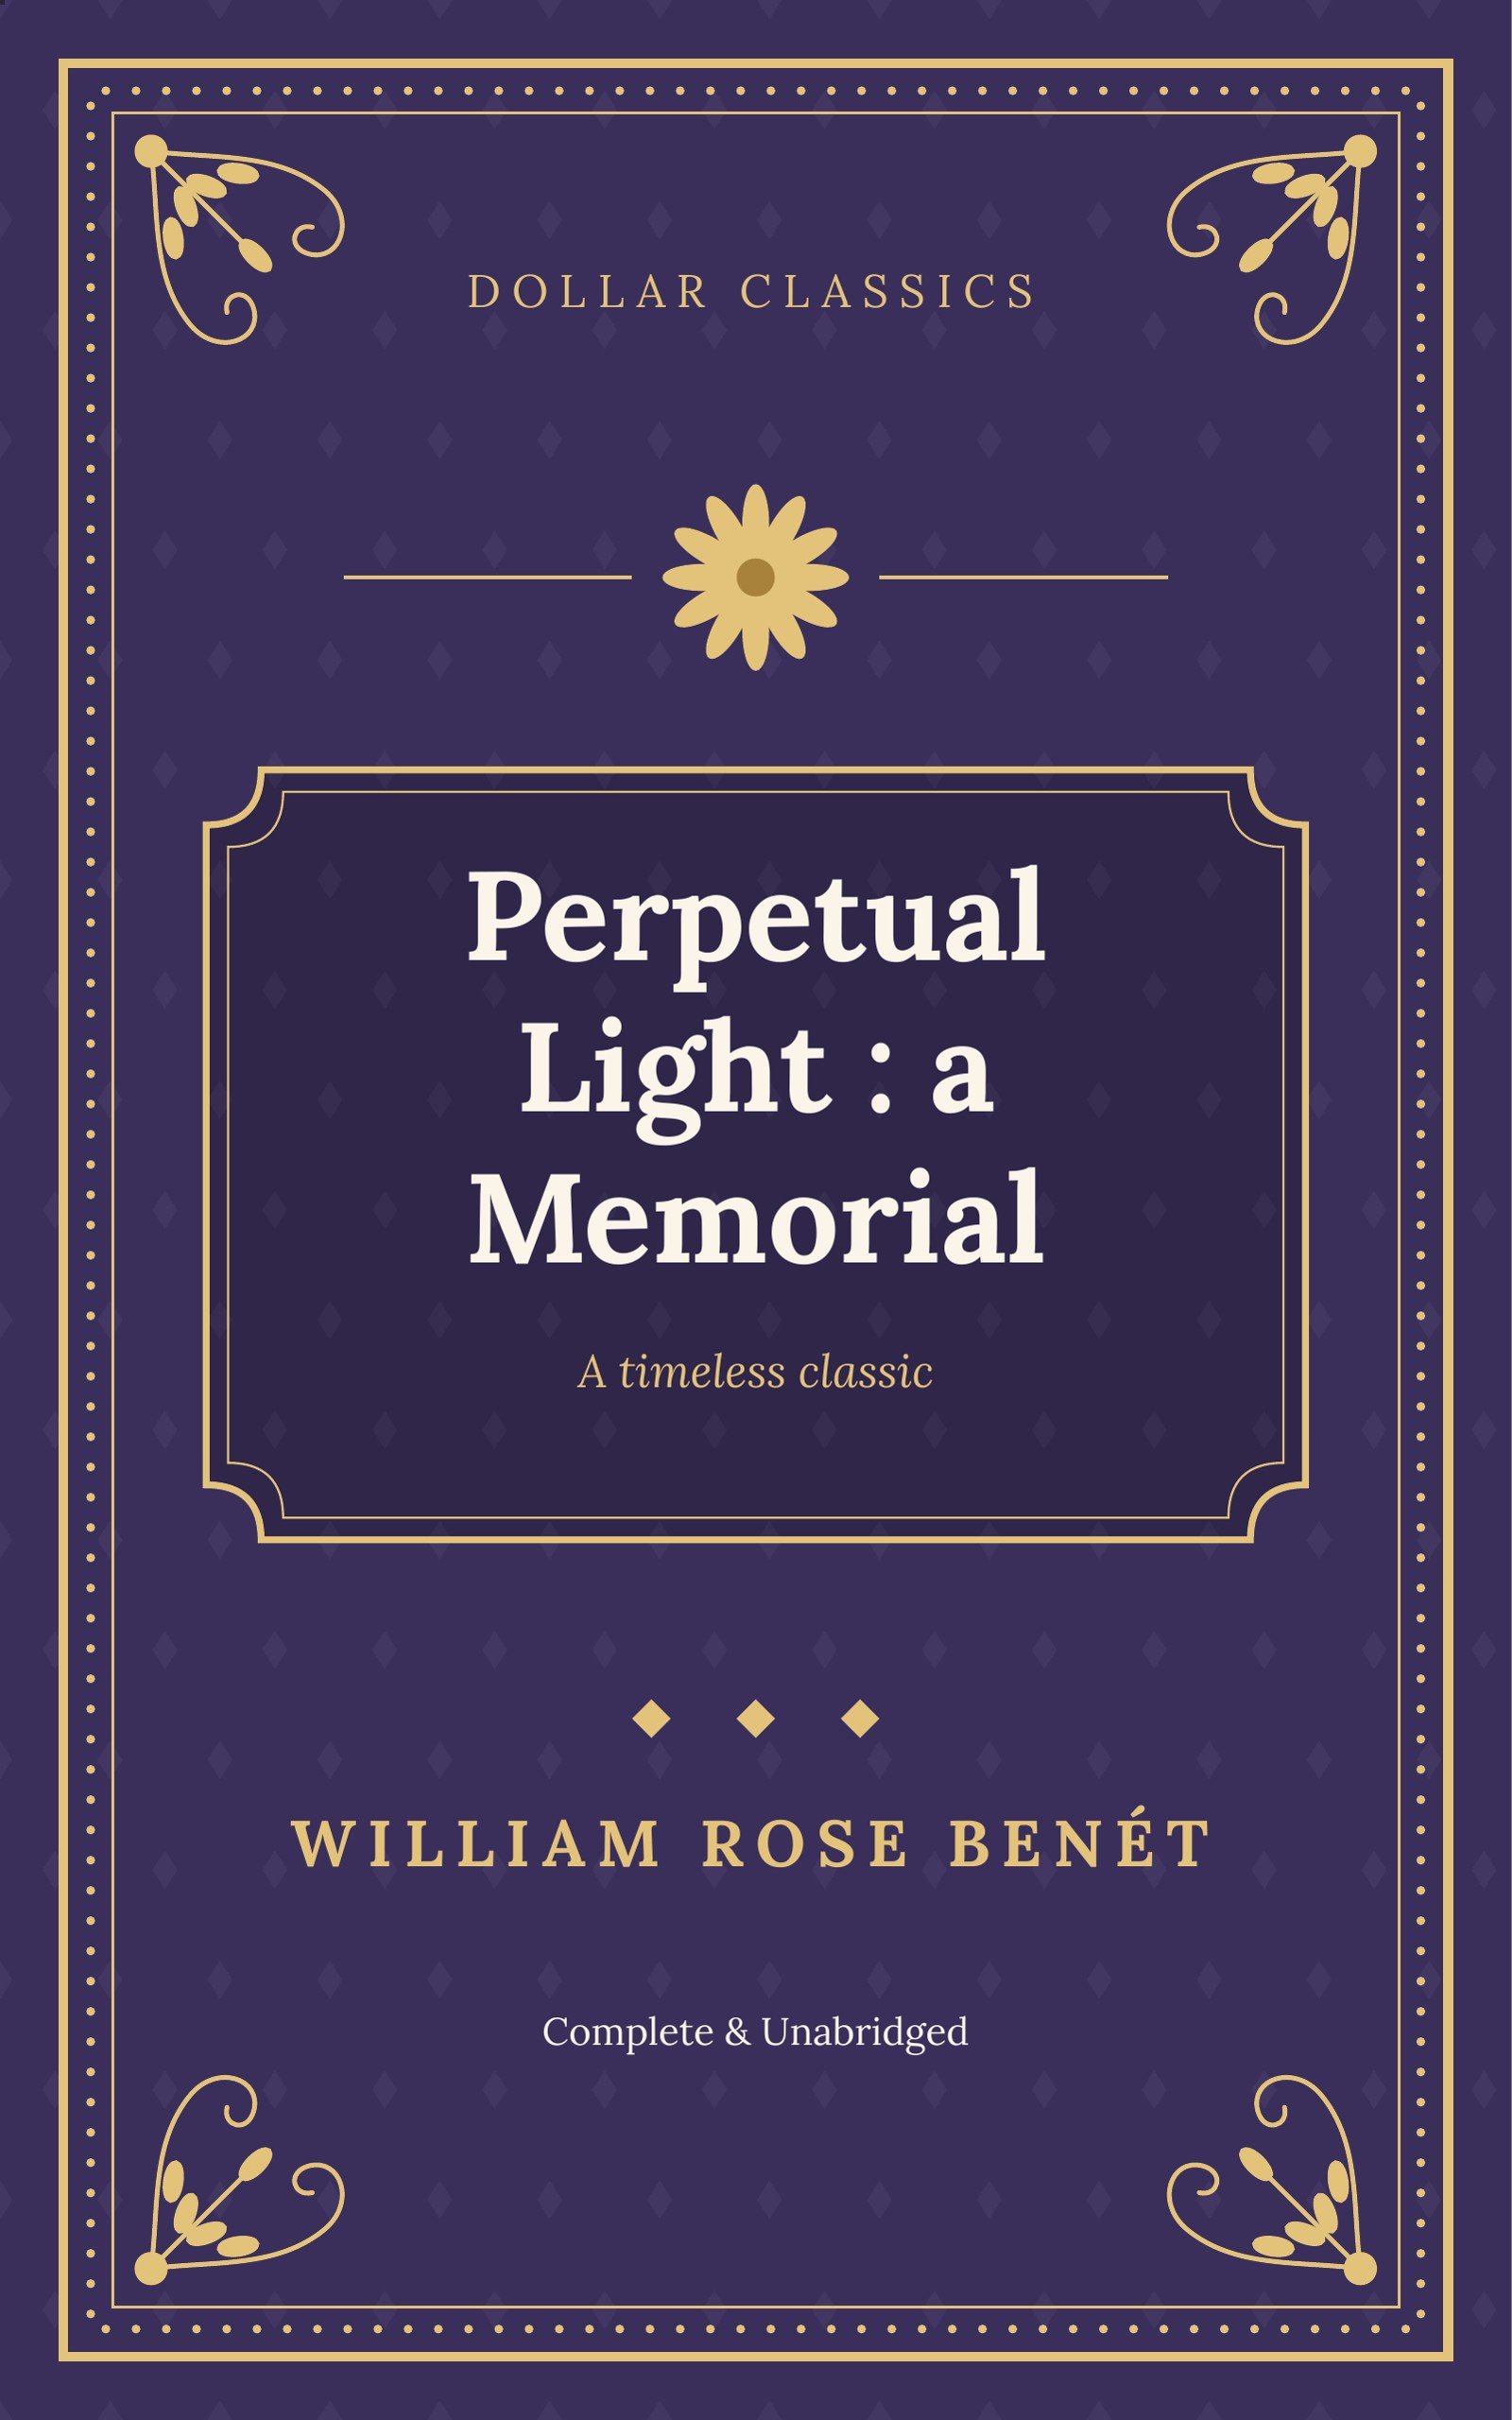 DOLLAR CLASSICS
Perpetual
Light : a
Memorial
A timeless classic
WILLIAM ROSE BENÉT
Complete & Unabridged